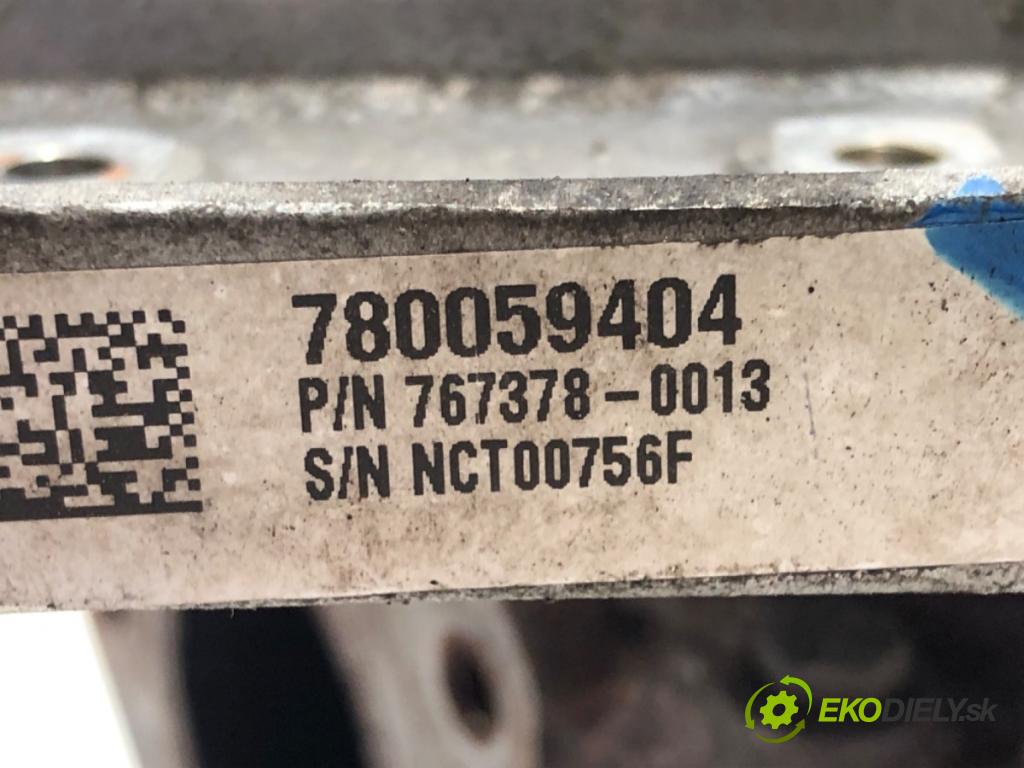 780059404
P/N 767378-0013
S/N NCT00756F
EKODIELY.sk